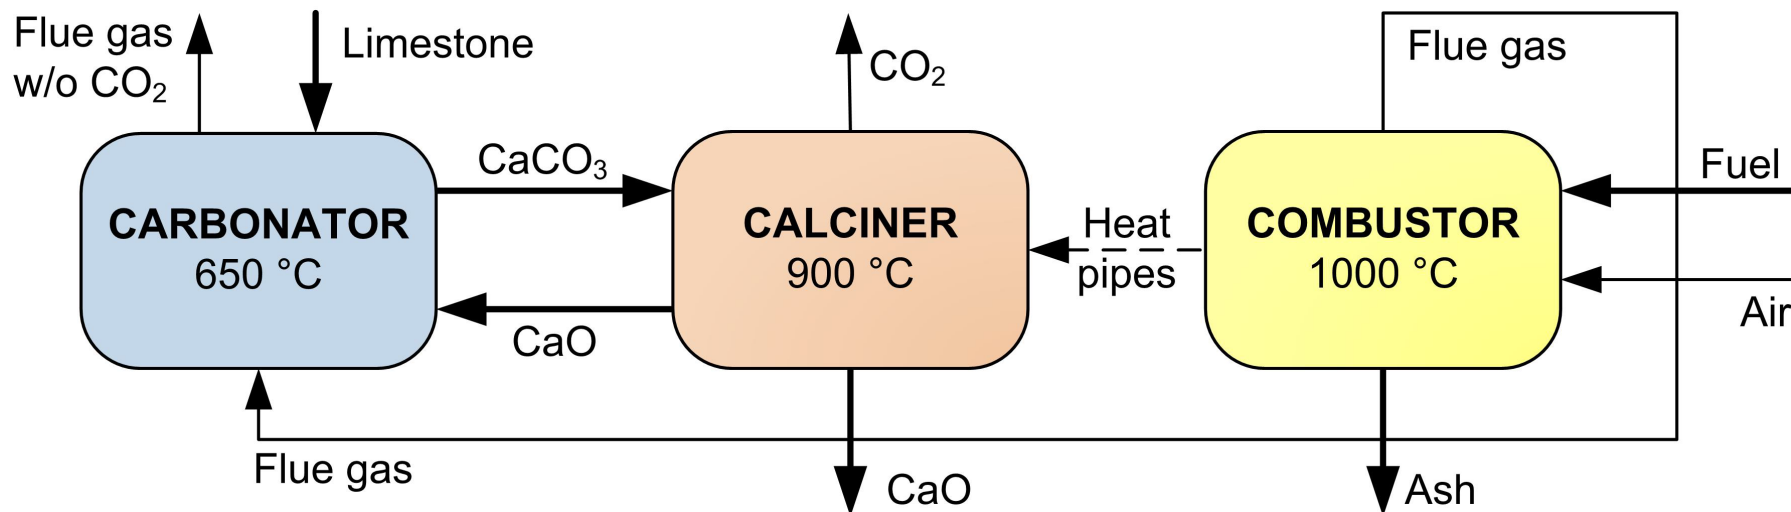 Flue gas
w/o CO₂
Limestone
CO₂
Flue gas
CaCO₃
Fuel
CARBONATOR
650 °C
CALCINER
900 °C
Heat
pipes
COMBUSTOR
1000 °C
Air
CaO
Flue gas
CaO
Ash